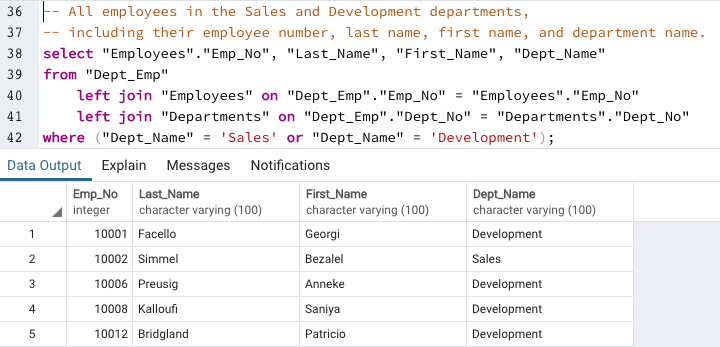 36 -- All employees in the Sales and Development departments,
37 -- including their employee number, last name, first name, and department name.
38 select "Employees"."Emp_No", "Last_Name", "First_Name", "Dept_Name"
39 from "Dept_Emp"
40     left join "Employees" on "Dept_Emp"."Emp_No" = "Employees"."Emp_No"
41     left join "Departments" on "Dept_Emp"."Dept_No" = "Departments"."Dept_No"
42 where ("Dept_Name" = 'Sales' or "Dept_Name" = 'Development');
Data Output Explain Messages Notifications
Emp_No Last_Name First_Name Dept_Name
integer character varying (100) character varying (100) character varying (100)
1 10001 Facello Georgi Development
2 10002 Simmel Bezalel Sales
3 10006 Preusig Anneke Development
4 10008 Kalloufi Saniya Development
5 10012 Bridgland Patricio Development